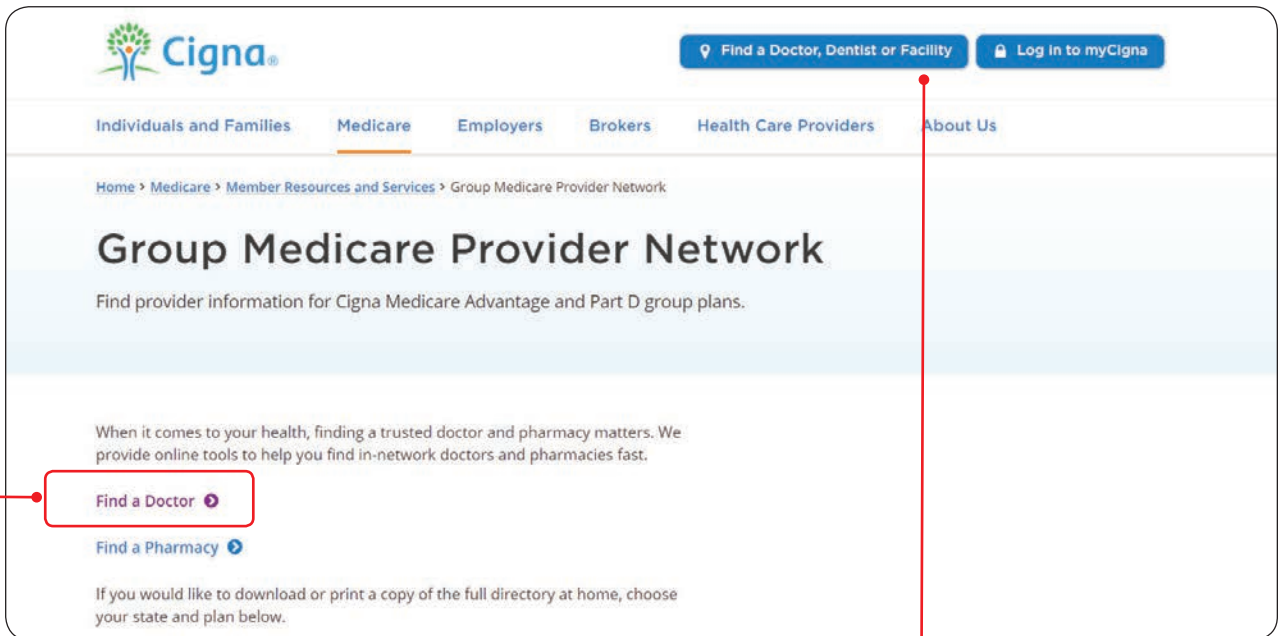 Cigna®
Find a Doctor, Dentist or Facility
Log in to myCigna
Individuals and Families Medicare Employers Brokers Health Care Providers About Us
Home > Medicare > Member Resources and Services > Group Medicare Provider Network
Group Medicare Provider Network
Find provider information for Cigna Medicare Advantage and Part D group plans.
When it comes to your health, finding a trusted doctor and pharmacy matters. We
provide online tools to help you find in-network doctors and pharmacies fast.
Find a Doctor
Find a Pharmacy
If you would like to download or print a copy of the full directory at home, choose
your state and plan below.